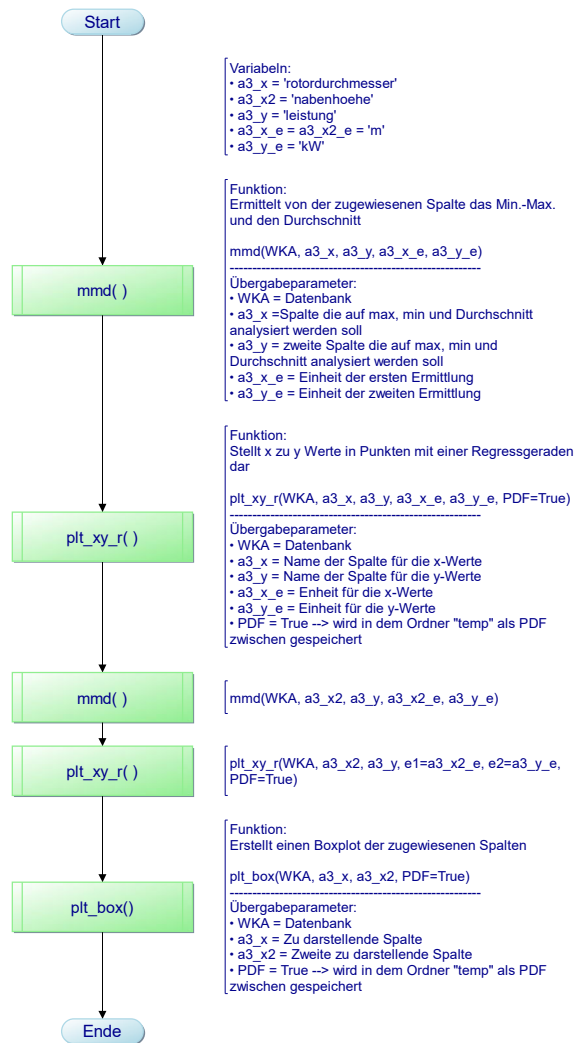 Start
Variabeln:
• a3_x = 'rotordurchmesser'
• a3_x2 = 'nabenhoehe'
• a3_y = 'leistung'
• a3_x_e = a3_x2_e = 'm'
• a3_y_e = 'kW'
Funktion:
Ermittelt von der zugewiesenen Spalte das Min.-Max.
und den Durchschnitt
mmd(WKA, a3_x, a3_y, a3_x_e, a3_y_e)
-------------------------------------------------------
mmd( )
Übergabeparameter:
• WKA = Datenbank
• a3_x =Spalte die auf max, min und Durchschnitt
analysiert werden soll
• a3_y = zweite Spalte die auf max, min und
Durchschnitt analysiert werden soll
• a3_x_e = Einheit der ersten Ermittlung
• a3_y_e = Einheit der zweiten Ermittlung
Funktion:
Stellt x zu y Werte in Punkten mit einer Regressgeraden
dar
plt_xy_r(WKA, a3_x, a3_y, a3_x_e, a3_y_e, PDF=True)
-------------------------------------------------------
plt_xy_r( )
Übergabeparameter:
• WKA = Datenbank
• a3_x = Name der Spalte für die x-Werte
• a3_y = Name der Spalte für die y-Werte
• a3_x_e = Enheit für die x-Werte
• a3_y_e = Einheit für die y-Werte
• PDF = True --> wird in dem Ordner "temp" als PDF
zwischen gespeichert
mmd( )
mmd(WKA, a3_x2, a3_y, a3_x2_e, a3_y_e)
plt_xy_r( )
plt_xy_r(WKA, a3_x2, a3_y, e1=a3_x2_e, e2=a3_y_e,
PDF=True)
Funktion:
Erstellt einen Boxplot der zugewiesenen Spalten
plt_box(WKA, a3_x, a3_x2, PDF=True)
-------------------------------------------------------
plt_box()
Übergabeparameter:
• WKA = Datenbank
• a3_x = Zu darstellende Spalte
• a3_x2 = Zweite zu darstellende Spalte
• PDF = True --> wird in dem Ordner "temp" als PDF
zwischen gespeichert
Ende